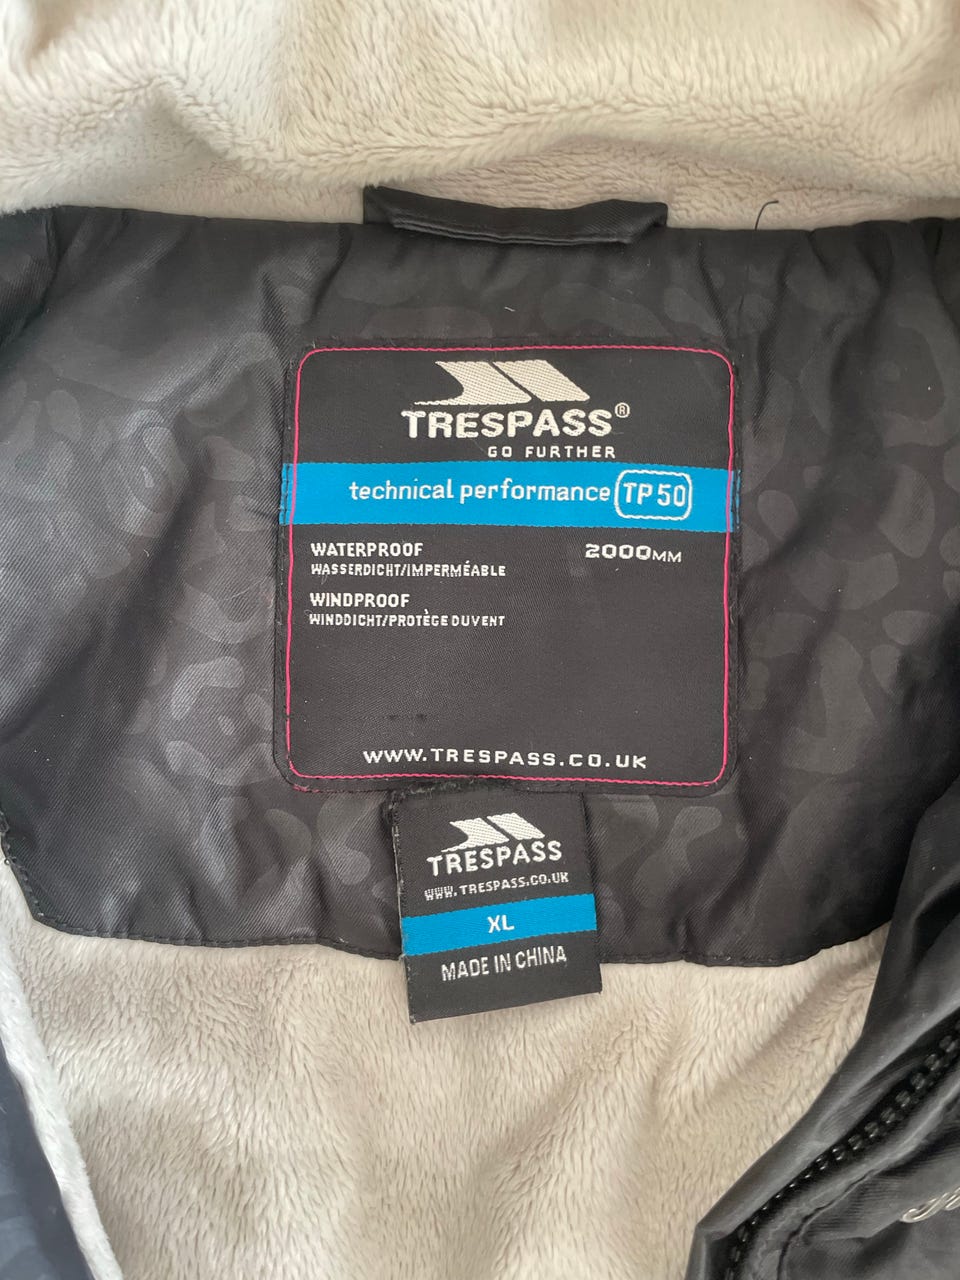 TRESPASS®
GO FURTHER
technical performance TP50
WATERPROOF 2000MM
WASSERDICHT/IMPERMÉABLE
WINDPROOF
WINDDICHT/PROTÈGE DUVENT
WWW.TRESPASS.CO.UK
TRESPASS
WWW.TRESPASS.CO.UK
XL
MADE IN CHINA